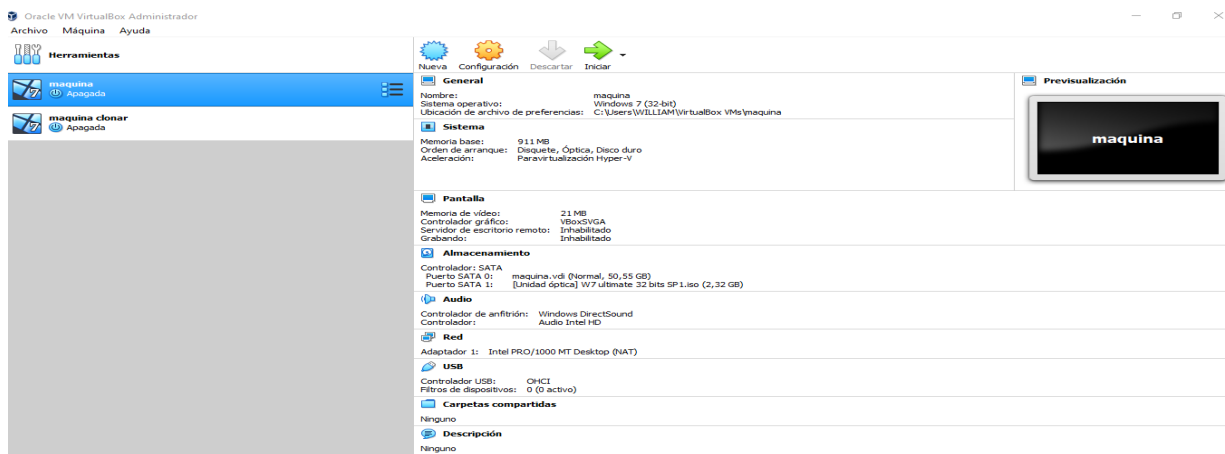 Oracle VM VirtualBox Administrador
Archivo Máquina Ayuda
Herramientas
maquina
Apagada
maquina clonar
Apagada
Nueva Configuración Descartar Iniciar
General
Nombre: maquina
Sistema operativo: Windows 7 (32-bit)
Ubicación de archivo de preferencias: C:\Users\WILLIAM\VirtualBox VMs\maquina
Previsualización
maquina
Sistema
Memoria base: 911 MB
Orden de arranque: Disquete, Óptica, Disco duro
Aceleración: Paravirtualización Hyper-V
Pantalla
Memoria de vídeo: 21 MB
Controlador gráfico: VBoxSVGA
Servidor de escritorio remoto: Inhabilitado
Grabando: Inhabilitado
Almacenamiento
Controlador: SATA
Puerto SATA 0: maquina.vdi (Normal, 50,55 GB)
Puerto SATA 1: [Unidad óptica] W7 ultimate 32 bits SP1.iso (2,32 GB)
Audio
Controlador de anfitrión: Windows DirectSound
Controlador: Audio Intel HD
Red
Adaptador 1: Intel PRO/1000 MT Desktop (NAT)
USB
Controlador USB: OHCI
Filtros de dispositivos: 0 (0 activo)
Carpetas compartidas
Ninguno
Descripción
Ninguno